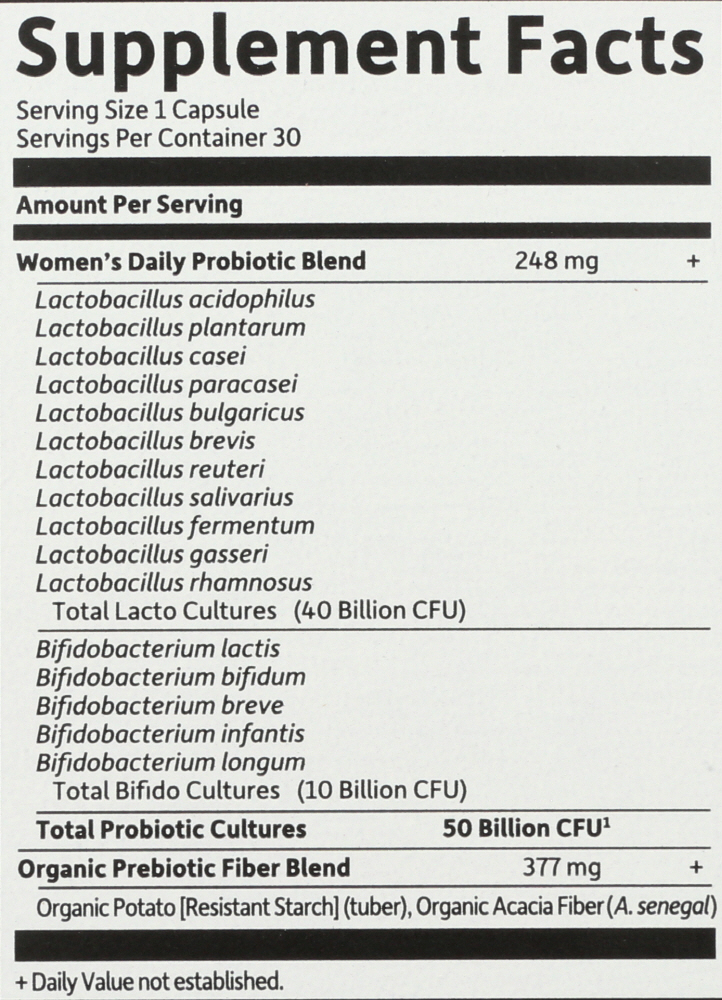 Supplement Facts
Serving Size 1 Capsule
Servings Per Container 30
Amount Per Serving
Women's Daily Probiotic Blend 248 mg +
Lactobacillus acidophilus
Lactobacillus plantarum
Lactobacillus casei
Lactobacillus paracasei
Lactobacillus bulgaricus
Lactobacillus brevis
Lactobacillus reuteri
Lactobacillus salivarius
Lactobacillus fermentum
Lactobacillus gasseri
Lactobacillus rhamnosus
Total Lacto Cultures (40 Billion CFU)
Bifidobacterium lactis
Bifidobacterium bifidum
Bifidobacterium breve
Bifidobacterium infantis
Bifidobacterium longum
Total Bifido Cultures (10 Billion CFU)
Total Probiotic Cultures 50 Billion CFU¹
Organic Prebiotic Fiber Blend 377 mg +
Organic Potato [Resistant Starch] (tuber), Organic Acacia Fiber (A. senegal)
+ Daily Value not established.